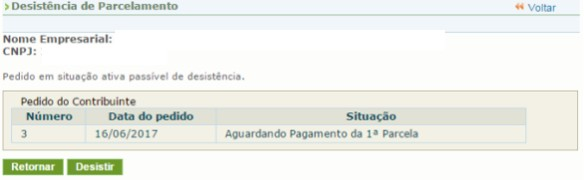 Desistência de Parcelamento Voltar
Nome Empresarial:
CNPJ:
Pedido em situação ativa passível de desistência.
Pedido do Contribuinte
Número Data do pedido Situação
3 16/06/2017 Aguardando Pagamento da 1ª Parcela
Retornar Desistir